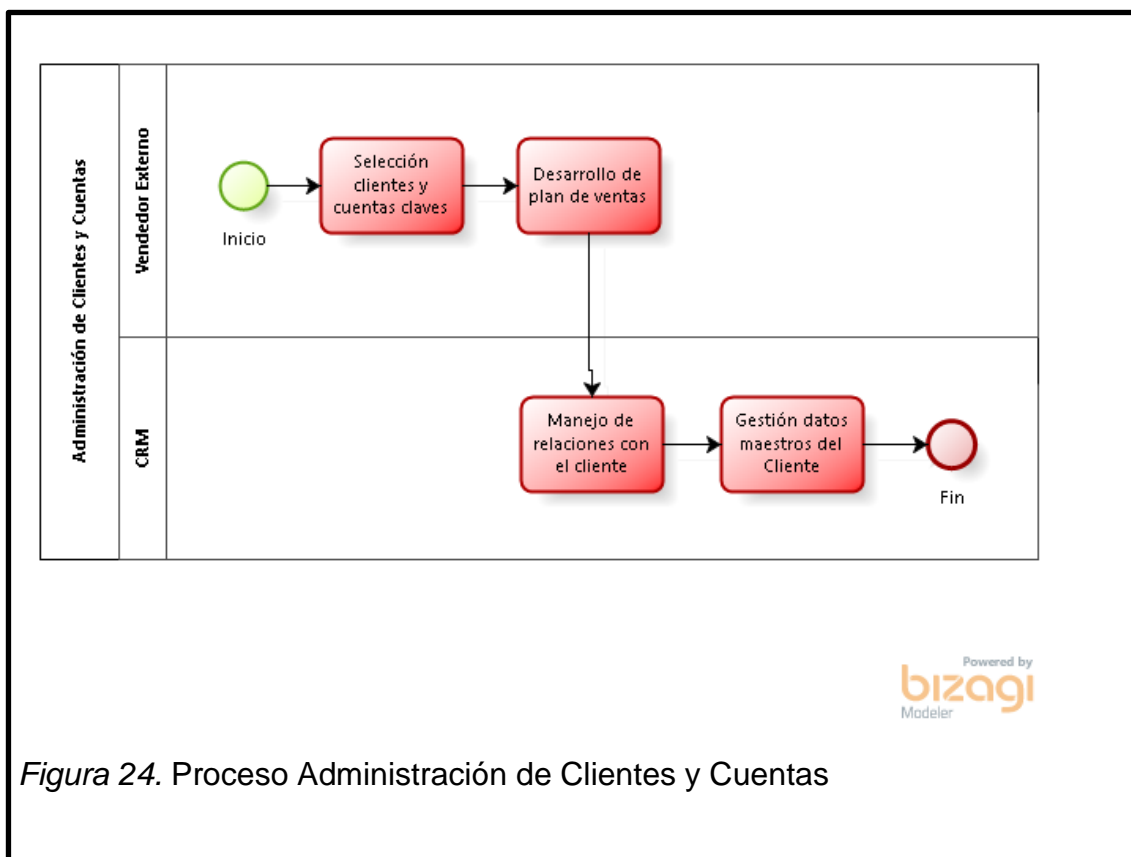 Administración de Clientes y Cuentas
Vendedor Externo
Inicio
Selección
clientes y
cuentas claves
Desarrollo de
plan de ventas
CRM
Manejo de
relaciones con
el cliente
Gestión datos
maestros del
Cliente
Fin
Powered by
bizagi
Modeler
Figura 24. Proceso Administración de Clientes y Cuentas